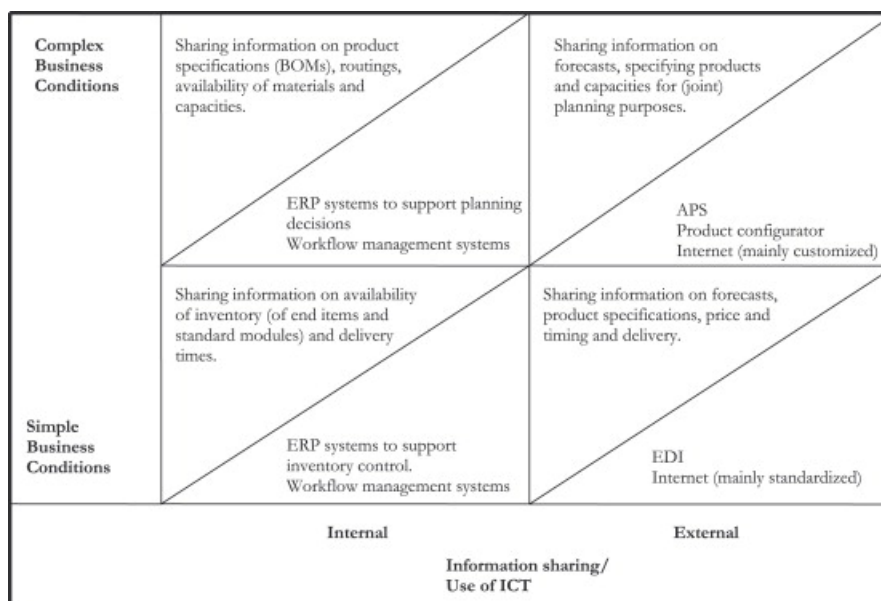 Complex
Business
Conditions
Sharing information on product
specifications (BOMs), routings,
availability of materials and
capacities.
ERP systems to support planning
decisions
Workflow management systems
Sharing information on
forecasts, specifying products
and capacities for (joint)
planning purposes.
APS
Product configurator
Internet (mainly customized)
Simple
Business
Conditions
Sharing information on availability
of inventory (of end items and
standard modules) and delivery
times.
ERP systems to support
inventory control.
Workflow management systems
Sharing information on forecasts,
product specifications, price and
timing and delivery.
EDI
Internet (mainly standardized)
Internal
External
Information sharing/
Use of ICT